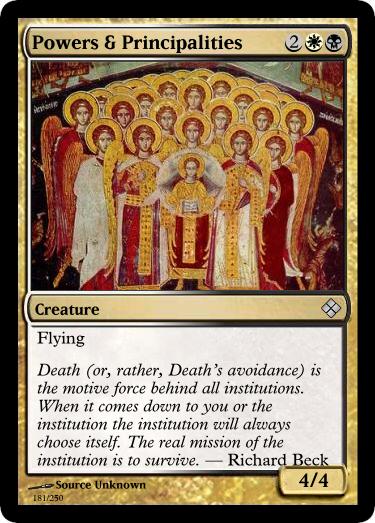 Powers & Principalities 2
Creature
Flying
Death (or, rather, Death's avoidance) is
the motive force behind all institutions.
When it comes down to you or the
institution the institution will always
choose itself. The real mission of the
institution is to survive. — Richard Beck
4/4
Source Unknown
181/250